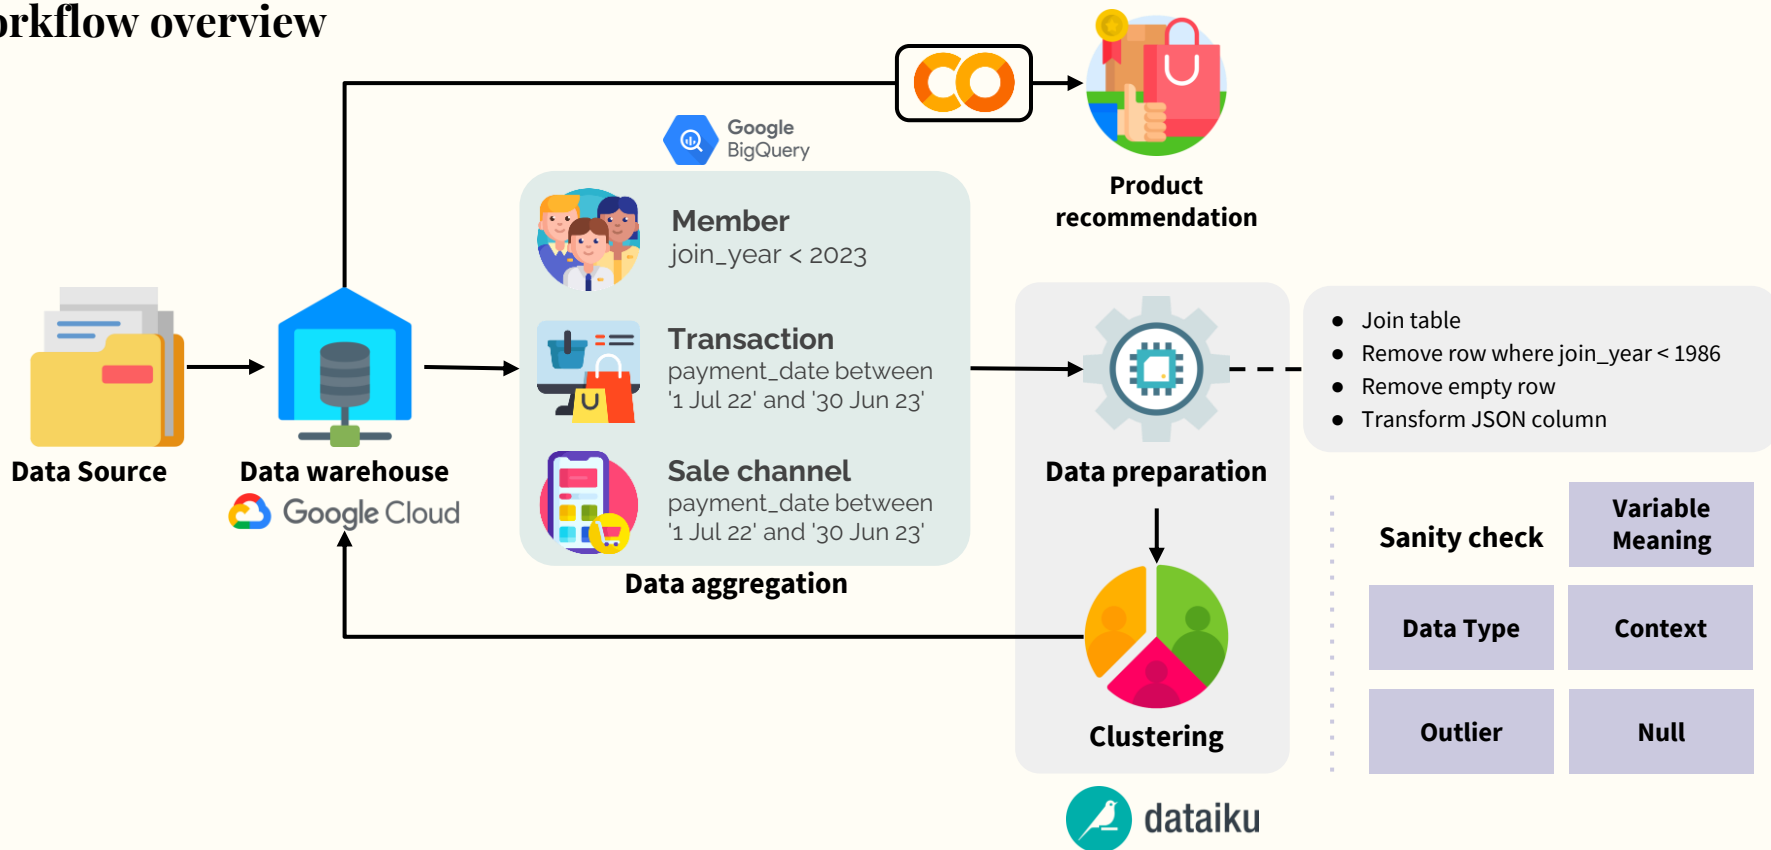 orkflow overview
Google
BigQuery
Product
recommendation
Member
join_year < 2023
Transaction
payment_date between
'1 Jul 22' and '30 Jun 23'
Sale channel
payment_date between
'1 Jul 22' and '30 Jun 23'
Data aggregation
Data Source
Data warehouse
Google Cloud
Data preparation
● Join table
● Remove row where join_year < 1986
● Remove empty row
● Transform JSON column
Clustering
dataiku
Sanity check
Variable
Meaning
Data Type
Context
Outlier
Null